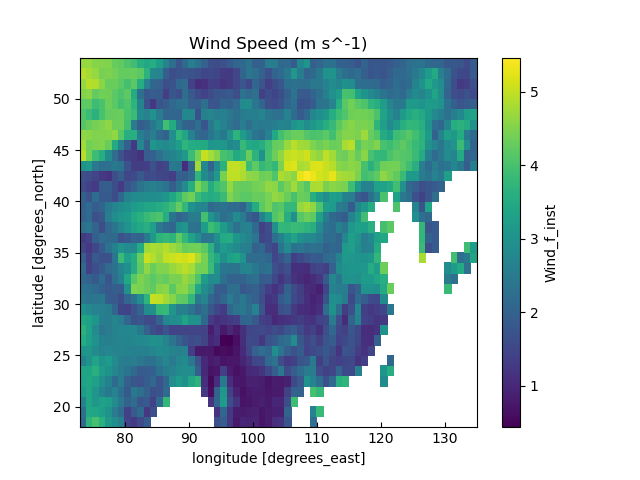 Wind Speed (m s^-1)
50
45
40
35
30
25
20
latitude [degrees_north]
80 90 100 110 120 130
longitude [degrees_east]
5
4
3
2
1
Wind_f_inst